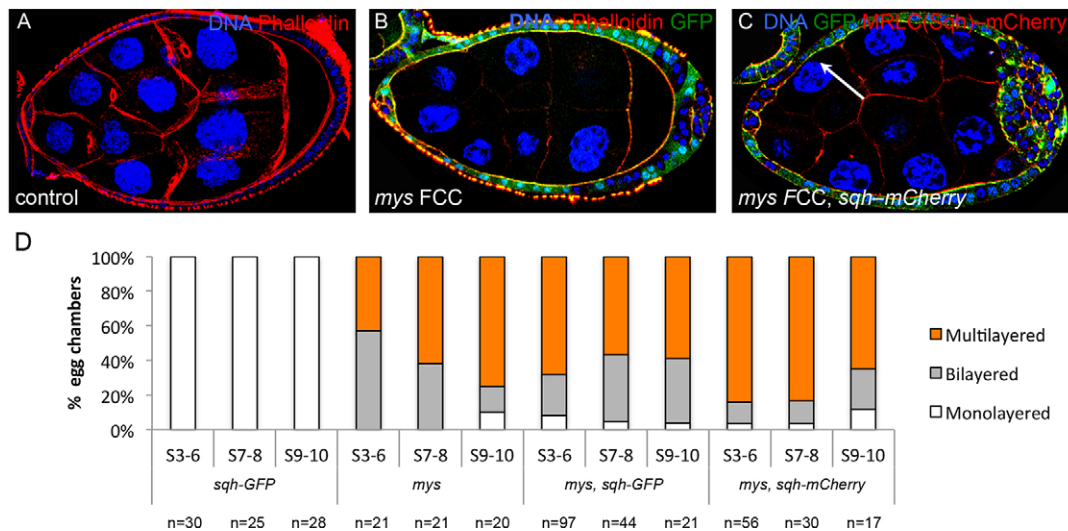 A DNA Phalloidin
control
B DNA Phalloidin GFP
mys FCC
C DNA GFP MRLC(Sqh)-mCherry
mys FCC, sqh–mCherry
D
% egg chambers
100%
80%
60%
40%
20%
0%
Multilayered
Bilayered
Monolayered
S3-6 S7-8 S9-10 S3-6 S7-8 S9-10 S3-6 S7-8 S9-10 S3-6 S7-8 S9-10
sqh-GFP mys mys, sqh-GFP mys, sqh-mCherry
n=30 n=25 n=28 n=21 n=21 n=20 n=97 n=44 n=21 n=56 n=30 n=17